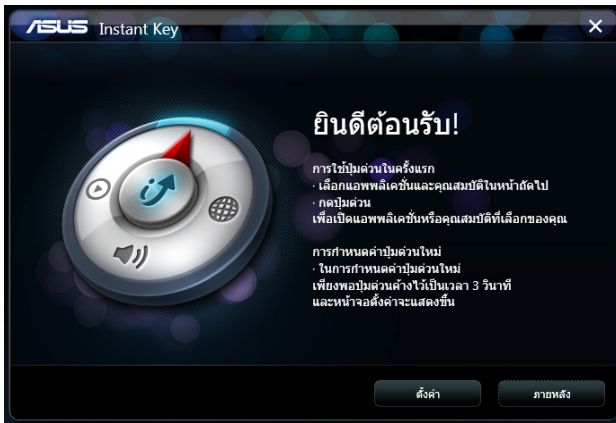 ASUS Instant Key
ยินดีต้อนรับ!
การใช้ปุ่มด่วนในครั้งแรก
· เลือกแอพพลิเคชั่นและคุณสมบัติในหน้าถัดไป
· กดปุ่มด่วน
เพื่อเปิดแอพพลิเคชั่นหรือคุณสมบัติที่เลือกของคุณ
การกำหนดค่าปุ่มด่วนใหม่
· ในการกำหนดค่าปุ่มด่วนใหม่
เพียงพอปุ่มด่วนค้างไว้เป็นเวลา 3 วินาที
และหน้าจอตั้งค่าจะแสดงขึ้น
ตั้งค่า
ภายหลัง